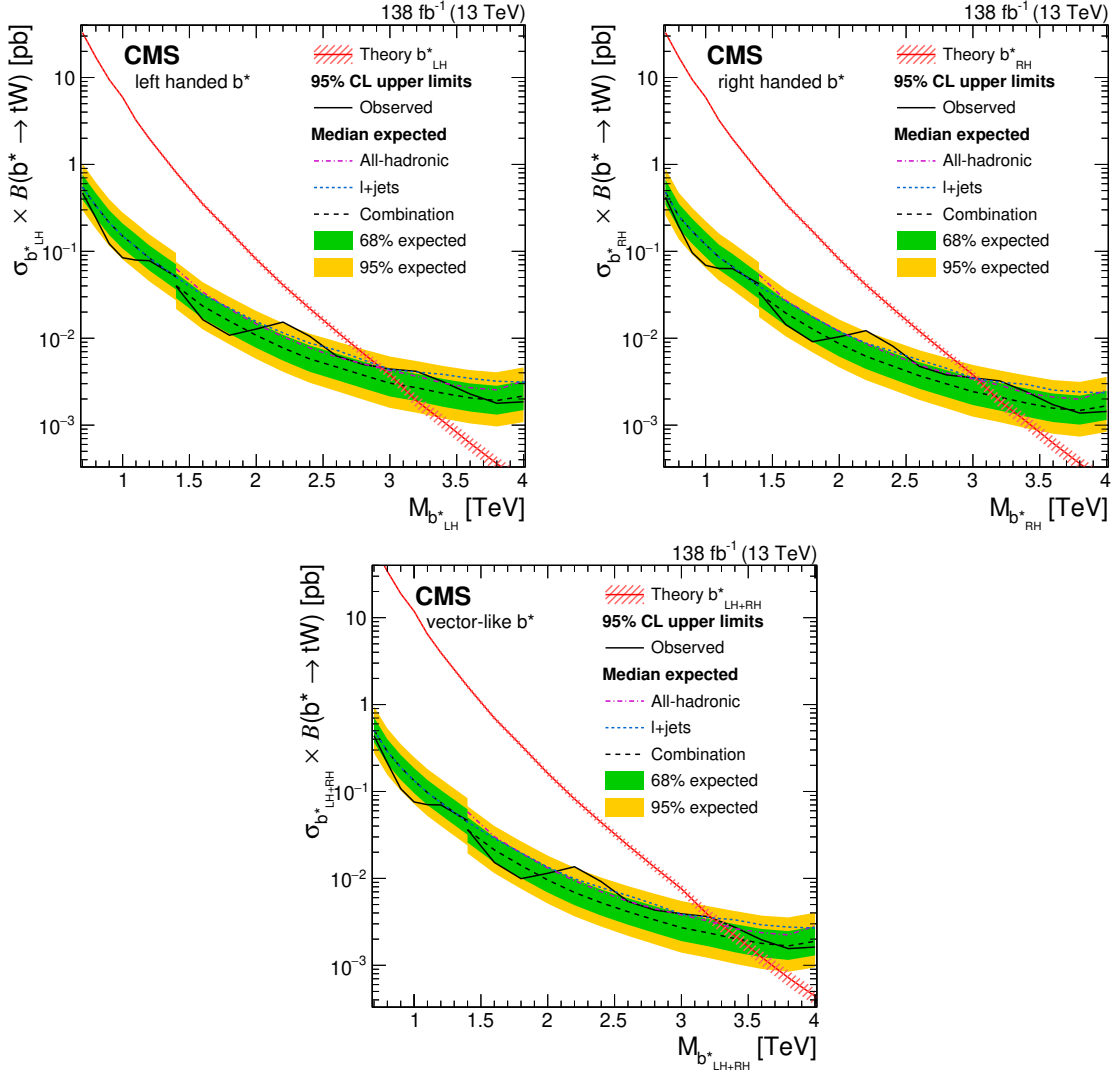 138 fb⁻¹ (13 TeV)
CMS
left handed b*
Theory b*LH
95% CL upper limits
Observed
Median expected
All-hadronic
l+jets
Combination
68% expected
95% expected
σb*LH × B(b* → tW) [pb]
10
1
10⁻¹
10⁻²
10⁻³
1 1.5 2 2.5 3 3.5 4
Mb*LH [TeV]
138 fb⁻¹ (13 TeV)
CMS
right handed b*
Theory b*RH
95% CL upper limits
Observed
Median expected
All-hadronic
l+jets
Combination
68% expected
95% expected
σb*RH × B(b* → tW) [pb]
10
1
10⁻¹
10⁻²
10⁻³
1 1.5 2 2.5 3 3.5 4
Mb*RH [TeV]
138 fb⁻¹ (13 TeV)
CMS
vector-like b*
Theory b*LH+RH
95% CL upper limits
Observed
Median expected
All-hadronic
l+jets
Combination
68% expected
95% expected
σb*LH+RH × B(b* → tW) [pb]
10
1
10⁻¹
10⁻²
10⁻³
1 1.5 2 2.5 3 3.5 4
Mb*LH+RH [TeV]